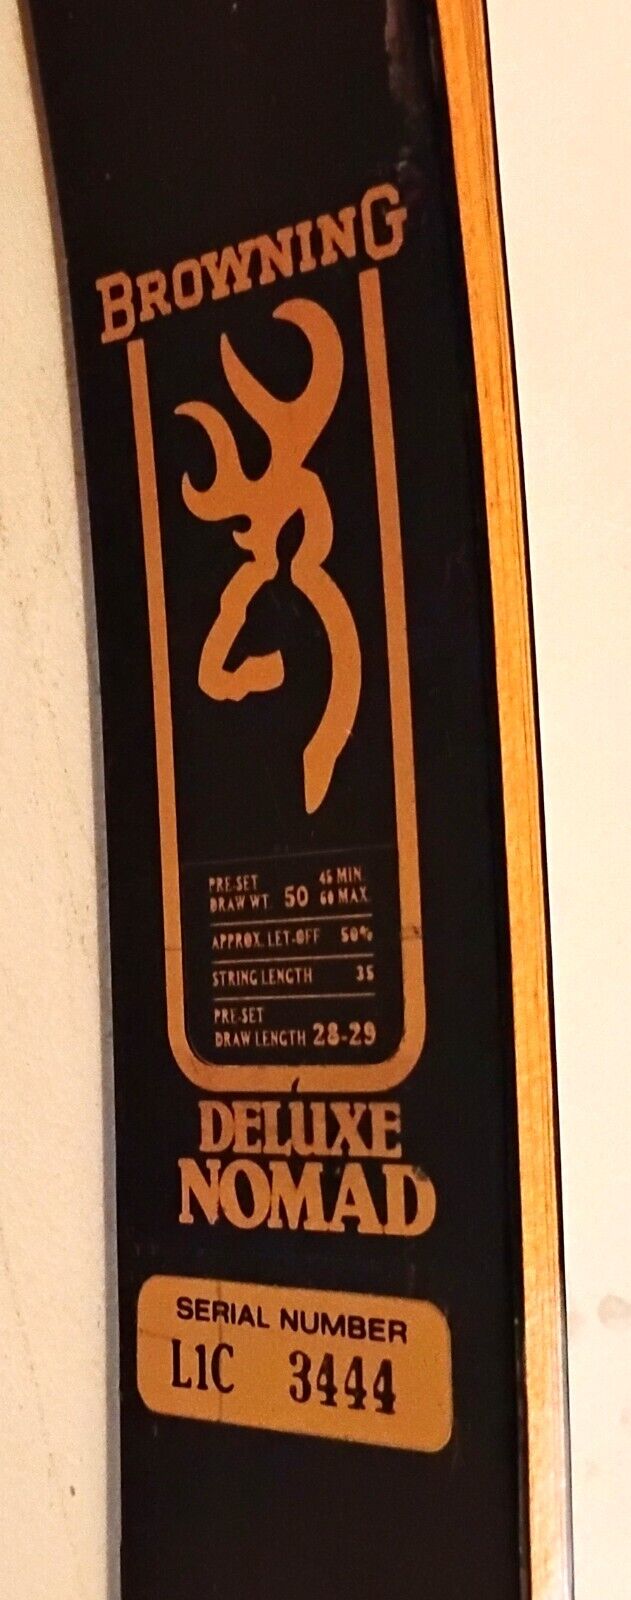 BROWNING
PRE-SET 45 MIN.
DRAW WT. 50 60 MAX.
APPROX. LET-OFF 50%
STRING LENGTH 35
PRE-SET
DRAW LENGTH 28-29
DELUXE
NOMAD
SERIAL NUMBER
L1C 3444